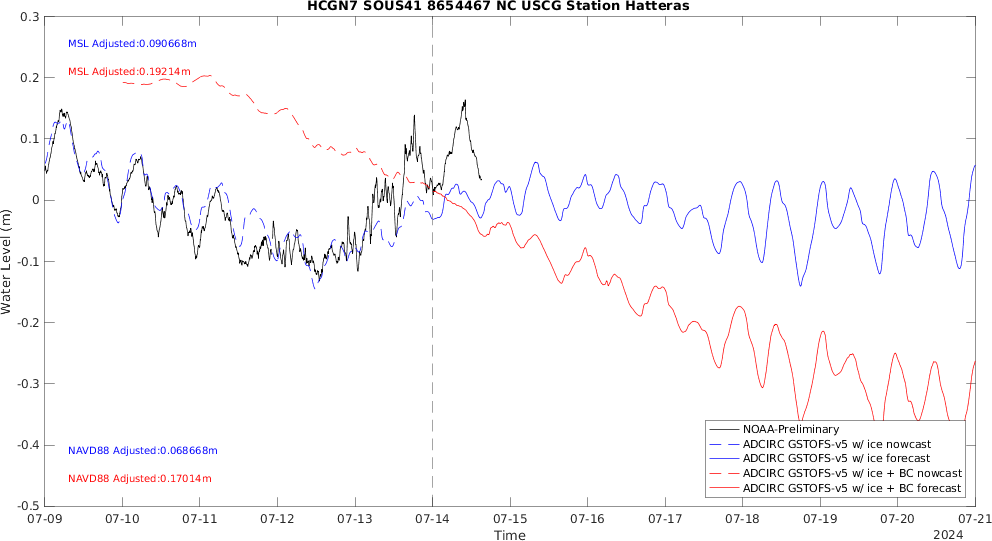 HCGN7 SOUS41 8654467 NC USCG Station Hatteras
0.3
0.2
0.1
0
-0.1
-0.2
-0.3
-0.4
-0.5
Water Level (m)
MSL Adjusted:0.090668m
MSL Adjusted:0.19214m
NAVD88 Adjusted:0.068668m
NAVD88 Adjusted:0.17014m
NOAA-Preliminary
ADCIRC GSTOFS-v5 w/ ice nowcast
ADCIRC GSTOFS-v5 w/ ice forecast
ADCIRC GSTOFS-v5 w/ ice + BC nowcast
ADCIRC GSTOFS-v5 w/ ice + BC forecast
07-09 07-10 07-11 07-12 07-13 07-14 07-15 07-16 07-17 07-18 07-19 07-20 07-21
Time
2024